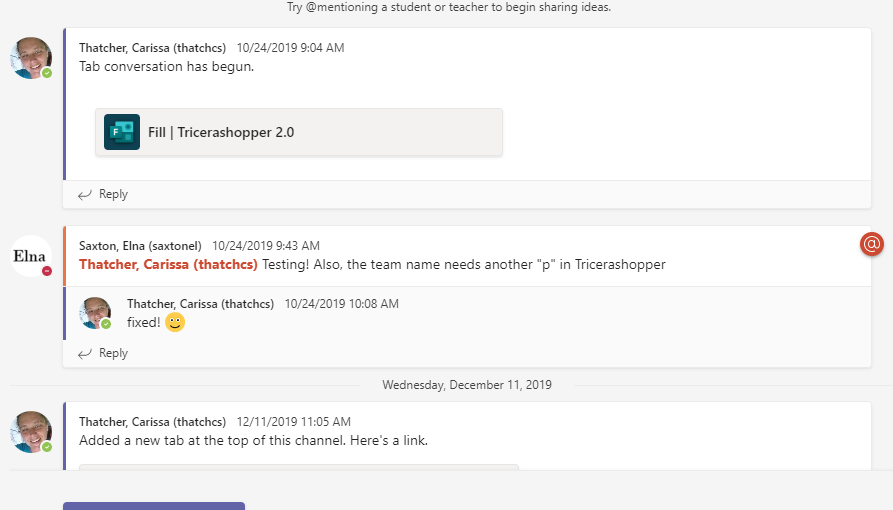 Try @mentioning a student or teacher to begin sharing ideas.
Thatcher, Carissa (thatchcs) 10/24/2019 9:04 AM
Tab conversation has begun.
F
Fill | Tricerashopper 2.0
Reply
Elna
Saxton, Elna (saxtonel) 10/24/2019 9:43 AM
@
Thatcher, Carissa (thatchcs) Testing! Also, the team name needs another "p" in Tricerashopper
Thatcher, Carissa (thatchcs) 10/24/2019 10:08 AM
fixed!
Reply
Wednesday, December 11, 2019
Thatcher, Carissa (thatchcs) 12/11/2019 11:05 AM
Added a new tab at the top of this channel. Here's a link.